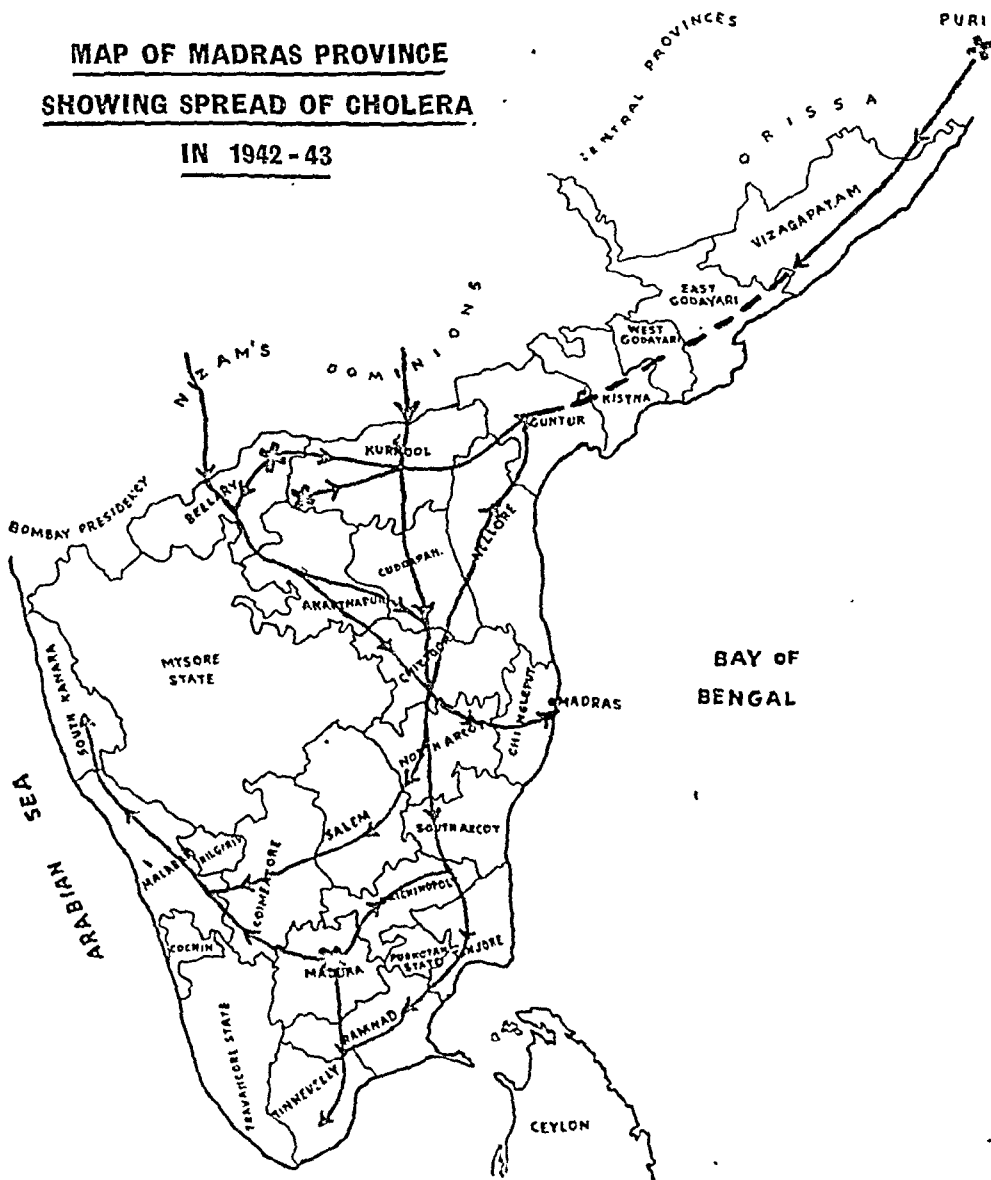 MAP OF MADRAS PROVINCE
SHOWING SPREAD OF CHOLERA
IN 1942-43
CENTRAL PROVINCES
PURI
ORISSA
VIZAGAPATAM
EAST
GODAVARI
WEST
GODAVARI
KISTNA
GUNTUR
NIZAM'S
DOMINIONS
KURNOOL
BELLARY
BOMBAY PRESIDENCY
CUDDAPAH
NELLORE
ANANTHAPUR
CHITTOOR
MYSORE
STATE
SOUTH KANARA
BAY OF
BENGAL
MADRAS
CHINGLEPUT
NORTH ARCOT
SOUTH ARCOT
SALEM
NILGIRIS
MALABAR
COIMBATORE
TRICHINOPOLY
ARABIAN SEA
COCHIN
MADURA
PUDKOTAH
STATE
TANJORE
RAMNAD
TRAVANCORE STATE
TINNEVELLY
CEYLON